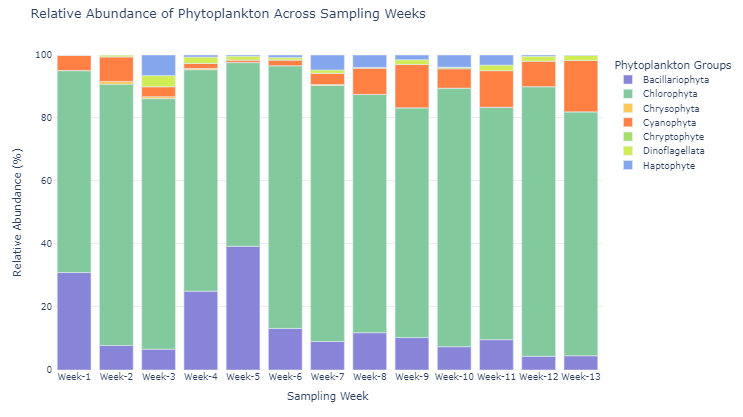 Relative Abundance of Phytoplankton Across Sampling Weeks
Phytoplankton Groups
Bacillariophyta
Chlorophyta
Chrysophyta
Cyanophyta
Chryptophyte
Dinoflagellata
Haptophyte
Relative Abundance (%)
100
80
60
40
20
0
Week-1 Week-2 Week-3 Week-4 Week-5 Week-6 Week-7 Week-8 Week-9 Week-10 Week-11 Week-12 Week-13
Sampling Week